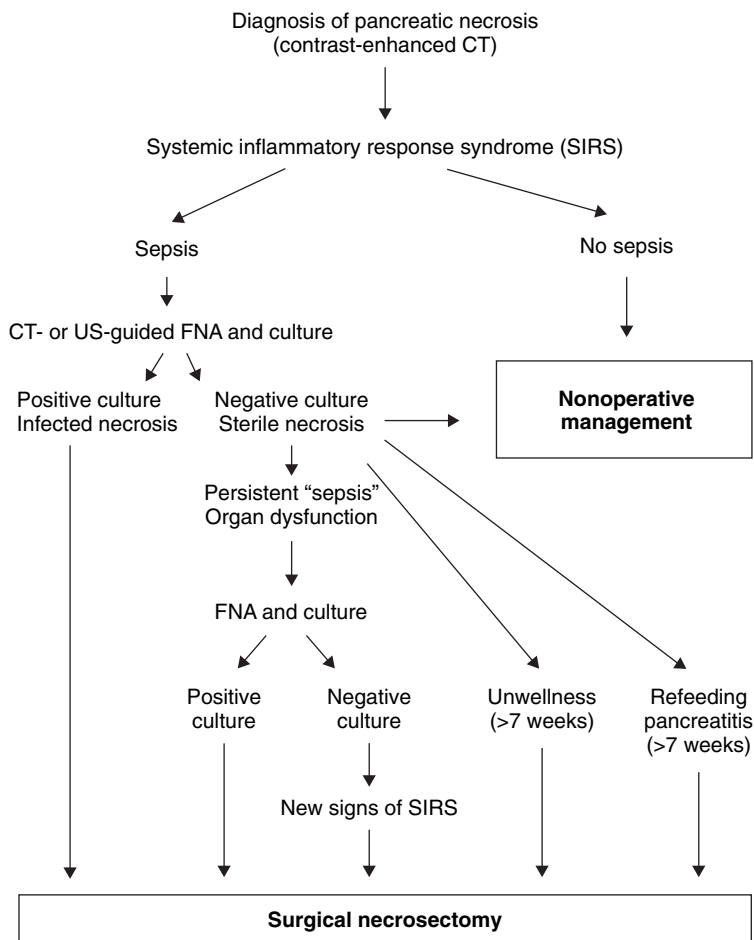 Diagnosis of pancreatic necrosis
(contrast-enhanced CT)
Systemic inflammatory response syndrome (SIRS)
Sepsis
No sepsis
CT- or US-guided FNA and culture
Positive culture
Infected necrosis
Negative culture
Sterile necrosis
Nonoperative
management
Persistent “sepsis”
Organ dysfunction
FNA and culture
Positive
culture
Negative
culture
Unwellness
(>7 weeks)
Refeeding
pancreatitis
(>7 weeks)
New signs of SIRS
Surgical necrosectomy